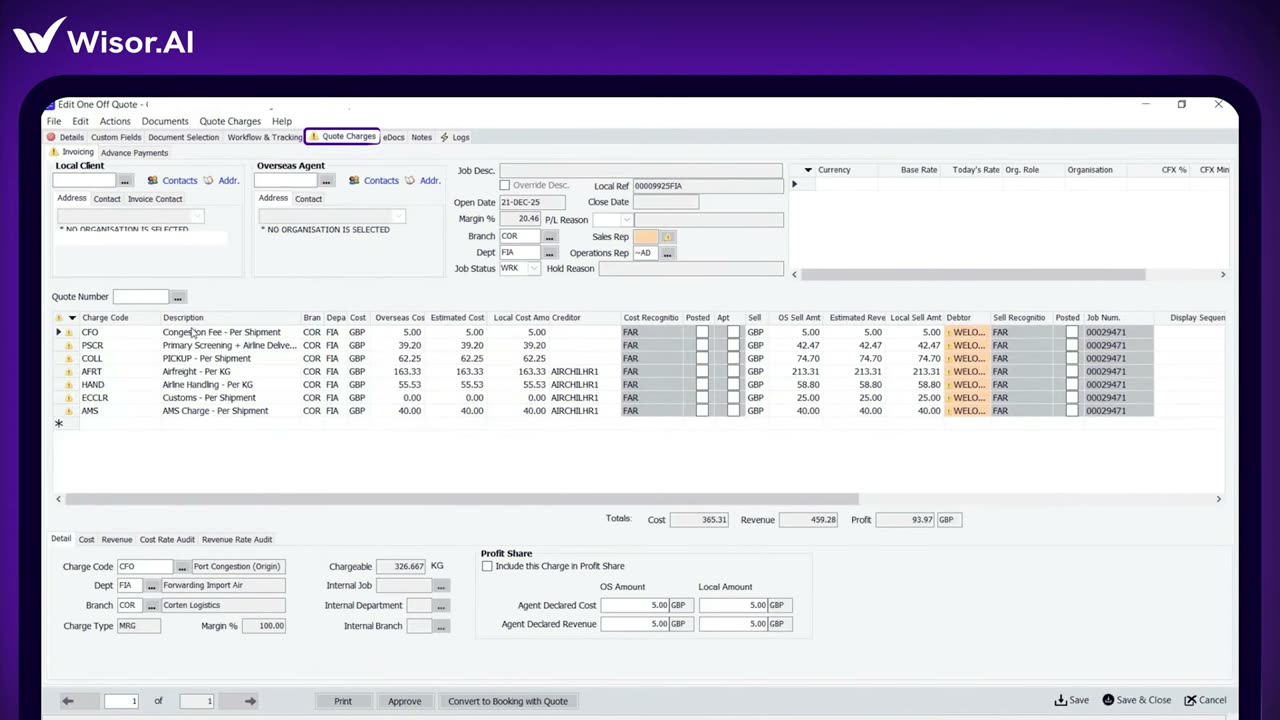 Wisor.AI
Edit One Off Quote - (
File Edit Actions Documents Quote Charges Help
Details Custom Fields Document Selection Workflow & Tracking Quote Charges eDocs Notes Logs
Invoicing Advance Payments
Local Client Overseas Agent
... Contacts Addr. ... Contacts Addr.
Address Contact Invoice Contact Address Contact
* NO ORGANISATION IS SELECTED * NO ORGANISATION IS SELECTED
Job Desc.
Override Desc. Local Ref 00009925FIA
Open Date 21-DEC-25 Close Date
Margin % 20.46 P/L Reason
Branch COR ... Sales Rep
Dept FIA ... Operations Rep ~AD ...
Job Status WRK Hold Reason
Currency Base Rate Today's Rate Org. Role Organisation CFX % CFX Min
Quote Number ...
Charge Code Description Bran Depa Cost Overseas Cos Estimated Cost Local Cost Amo Creditor Cost Recognitio Posted Apt Sell OS Sell Amt Estimated Reve Local Sell Amt Debtor Sell Recognitio Posted Job Num. Display Sequen
CFO Congestion Fee - Per Shipment COR FIA GBP 5.00 5.00 5.00 FAR GBP 5.00 5.00 5.00 WELO... FAR 00029471
PSCR Primary Screening + Airline Delive... COR FIA GBP 39.20 39.20 39.20 FAR GBP 42.47 42.47 42.47 WELO... FAR 00029471
COLL PICKUP - Per Shipment COR FIA GBP 62.25 62.25 62.25 FAR GBP 74.70 74.70 74.70 WELO... FAR 00029471
AFRT Airfreight - Per KG COR FIA GBP 163.33 163.33 163.33 AIRCHILHR1 FAR GBP 213.31 213.31 213.31 WELO... FAR 00029471
HAND Airline Handling - Per KG COR FIA GBP 55.53 55.53 55.53 AIRCHILHR1 FAR GBP 58.80 58.80 58.80 WELO... FAR 00029471
ECCLR Customs - Per Shipment COR FIA GBP 0.00 0.00 0.00 AIRCHILHR1 FAR GBP 25.00 25.00 25.00 WELO... FAR 00029471
AMS AMS Charge - Per Shipment COR FIA GBP 40.00 40.00 40.00 AIRCHILHR1 FAR GBP 40.00 40.00 40.00 WELO... FAR 00029471
*
Totals: Cost 365.31 Revenue 459.28 Profit 93.97 GBP
Detail Cost Revenue Cost Rate Audit Revenue Rate Audit
Charge Code CFO ... Port Congestion (Origin) Chargeable 326.667 KG
Dept FIA ... Forwarding Import Air Internal Job ...
Branch COR ... Corten Logistics Internal Department ...
Charge Type MRG Margin % 100.00 Internal Branch ...
Profit Share
Include this Charge in Profit Share
OS Amount Local Amount
Agent Declared Cost 5.00 GBP 5.00 GBP
Agent Declared Revenue 5.00 GBP 5.00 GBP
1 of 1 Print Approve Convert to Booking with Quote Save Save & Close Cancel